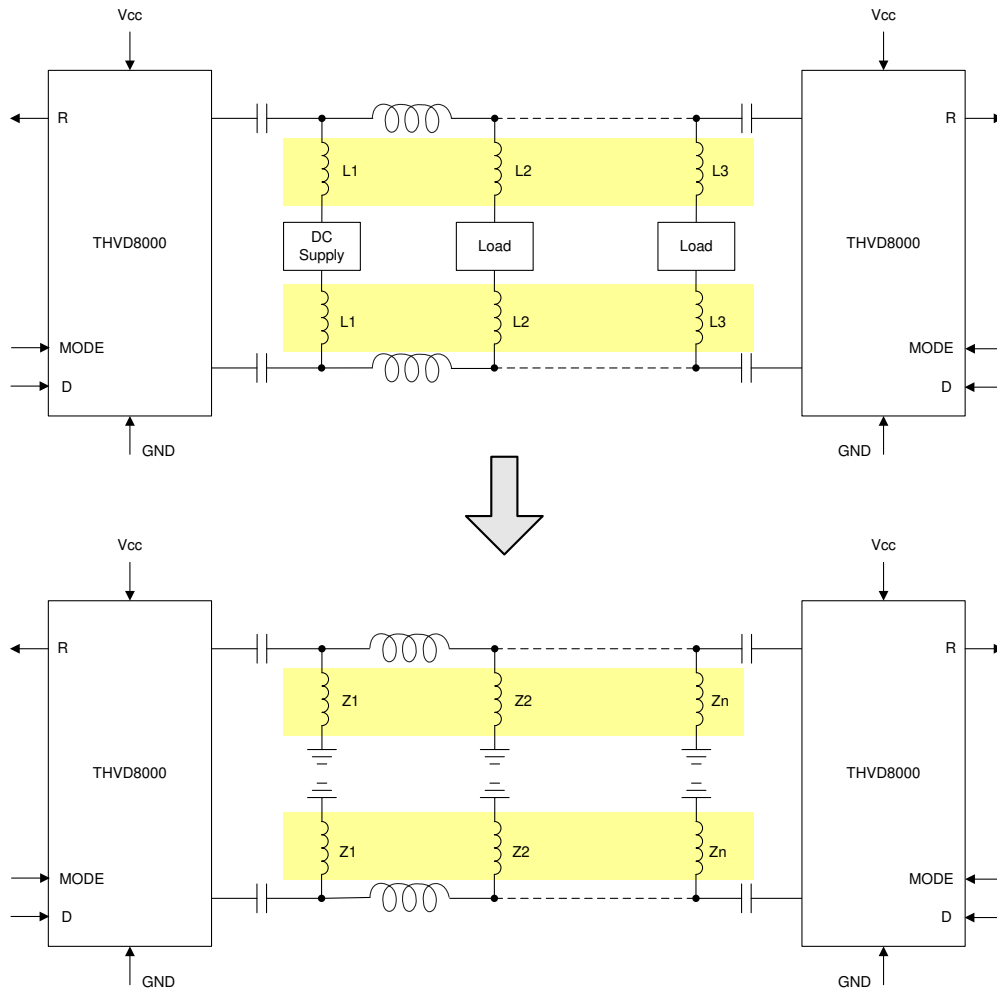 Vcc
Vcc
R
R
L1
L2
L3
THVD8000
DC
Supply
Load
Load
THVD8000
L1
L2
L3
MODE
MODE
D
D
GND
GND
Vcc
Vcc
R
R
Z1
Z2
Zn
THVD8000
THVD8000
Z1
Z2
Zn
MODE
MODE
D
D
GND
GND